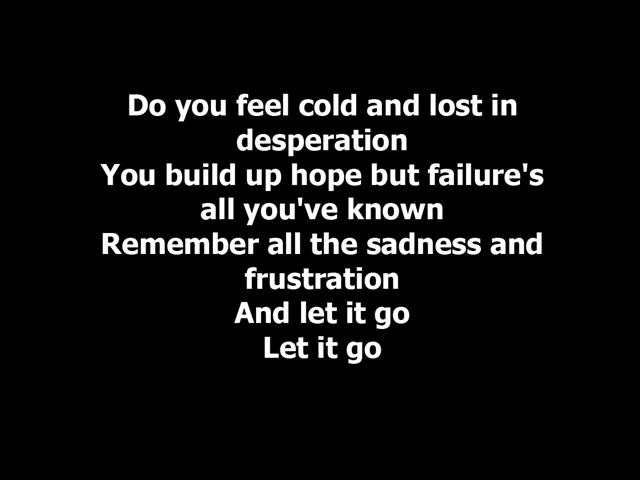 Do you feel cold and lost in
desperation
You build up hope but failure's
all you've known
Remember all the sadness and
frustration
And let it go
Let it go